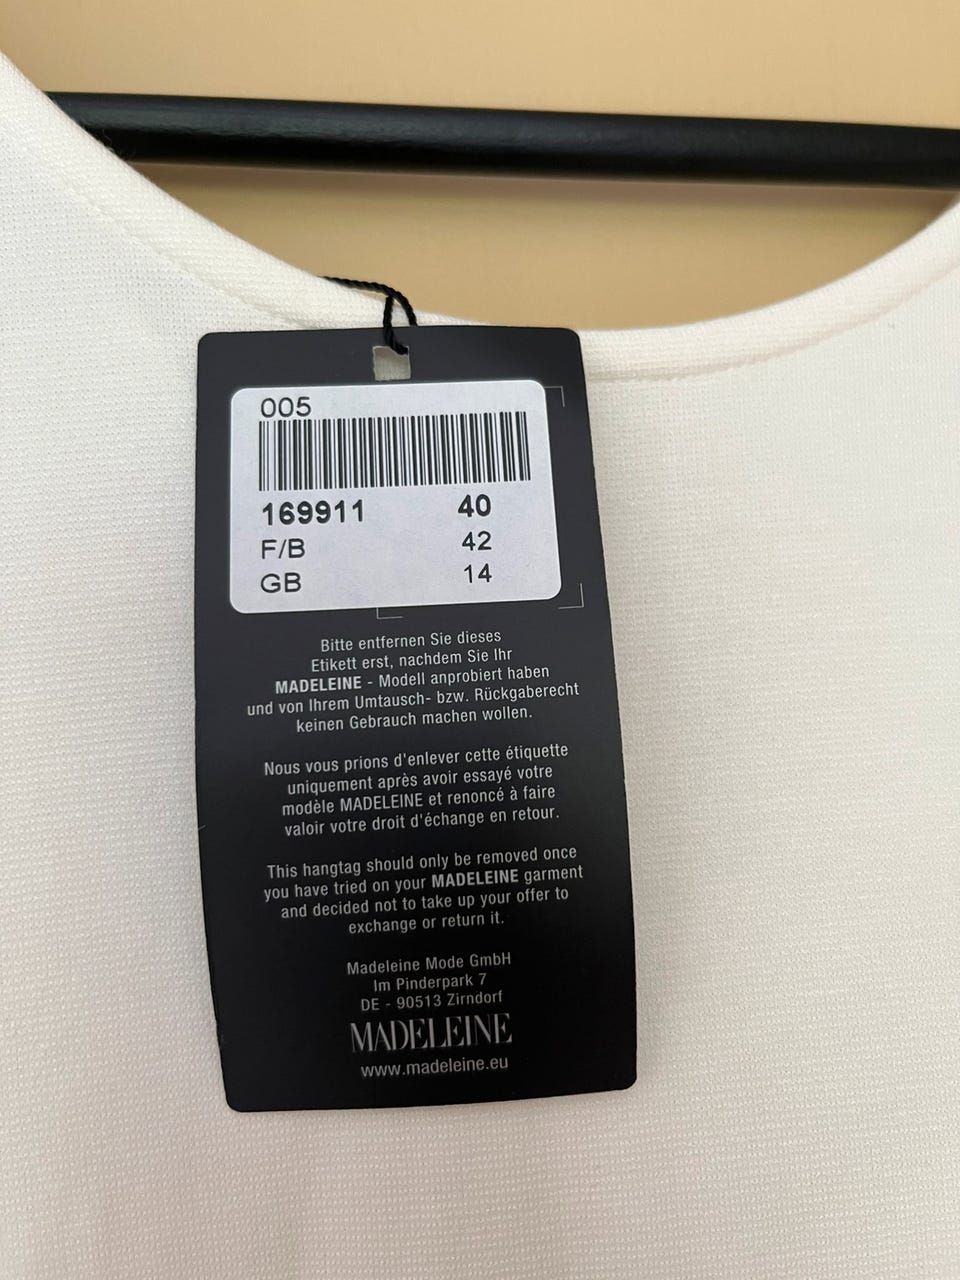 005
169911 40
F/B 42
GB 14
Bitte entfernen Sie dieses
Etikett erst, nachdem Sie Ihr
MADELEINE - Modell anprobiert haben
und von Ihrem Umtausch- bzw. Rückgaberecht
keinen Gebrauch machen wollen.
Nous vous prions d'enlever cette étiquette
uniquement après avoir essayé votre
modèle MADELEINE et renoncé à faire
valoir votre droit d'échange en retour.
This hangtag should only be removed once
you have tried on your MADELEINE garment
and decided not to take up your offer to
exchange or return it.
Madeleine Mode GmbH
Im Pinderpark 7
DE - 90513 Zirndorf
MADELEINE
www.madeleine.eu